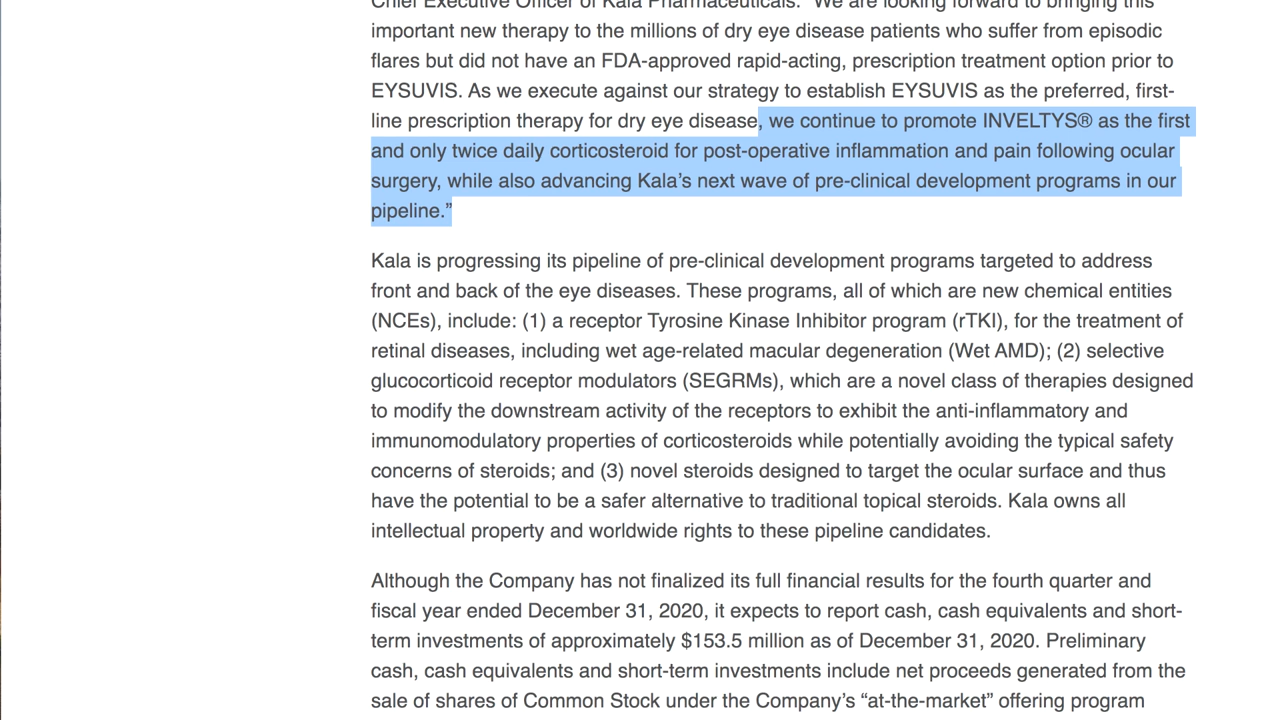 Chief Executive Officer of Kala Pharmaceuticals. “We are looking forward to bringing this
important new therapy to the millions of dry eye disease patients who suffer from episodic
flares but did not have an FDA-approved rapid-acting, prescription treatment option prior to
EYSUVIS. As we execute against our strategy to establish EYSUVIS as the preferred, first-
line prescription therapy for dry eye disease, we continue to promote INVELTYS® as the first
and only twice daily corticosteroid for post-operative inflammation and pain following ocular
surgery, while also advancing Kala’s next wave of pre-clinical development programs in our
pipeline.”
Kala is progressing its pipeline of pre-clinical development programs targeted to address
front and back of the eye diseases. These programs, all of which are new chemical entities
(NCEs), include: (1) a receptor Tyrosine Kinase Inhibitor program (rTKI), for the treatment of
retinal diseases, including wet age-related macular degeneration (Wet AMD); (2) selective
glucocorticoid receptor modulators (SEGRMs), which are a novel class of therapies designed
to modify the downstream activity of the receptors to exhibit the anti-inflammatory and
immunomodulatory properties of corticosteroids while potentially avoiding the typical safety
concerns of steroids; and (3) novel steroids designed to target the ocular surface and thus
have the potential to be a safer alternative to traditional topical steroids. Kala owns all
intellectual property and worldwide rights to these pipeline candidates.
Although the Company has not finalized its full financial results for the fourth quarter and
fiscal year ended December 31, 2020, it expects to report cash, cash equivalents and short-
term investments of approximately $153.5 million as of December 31, 2020. Preliminary
cash, cash equivalents and short-term investments include net proceeds generated from the
sale of shares of Common Stock under the Company’s “at-the-market” offering program